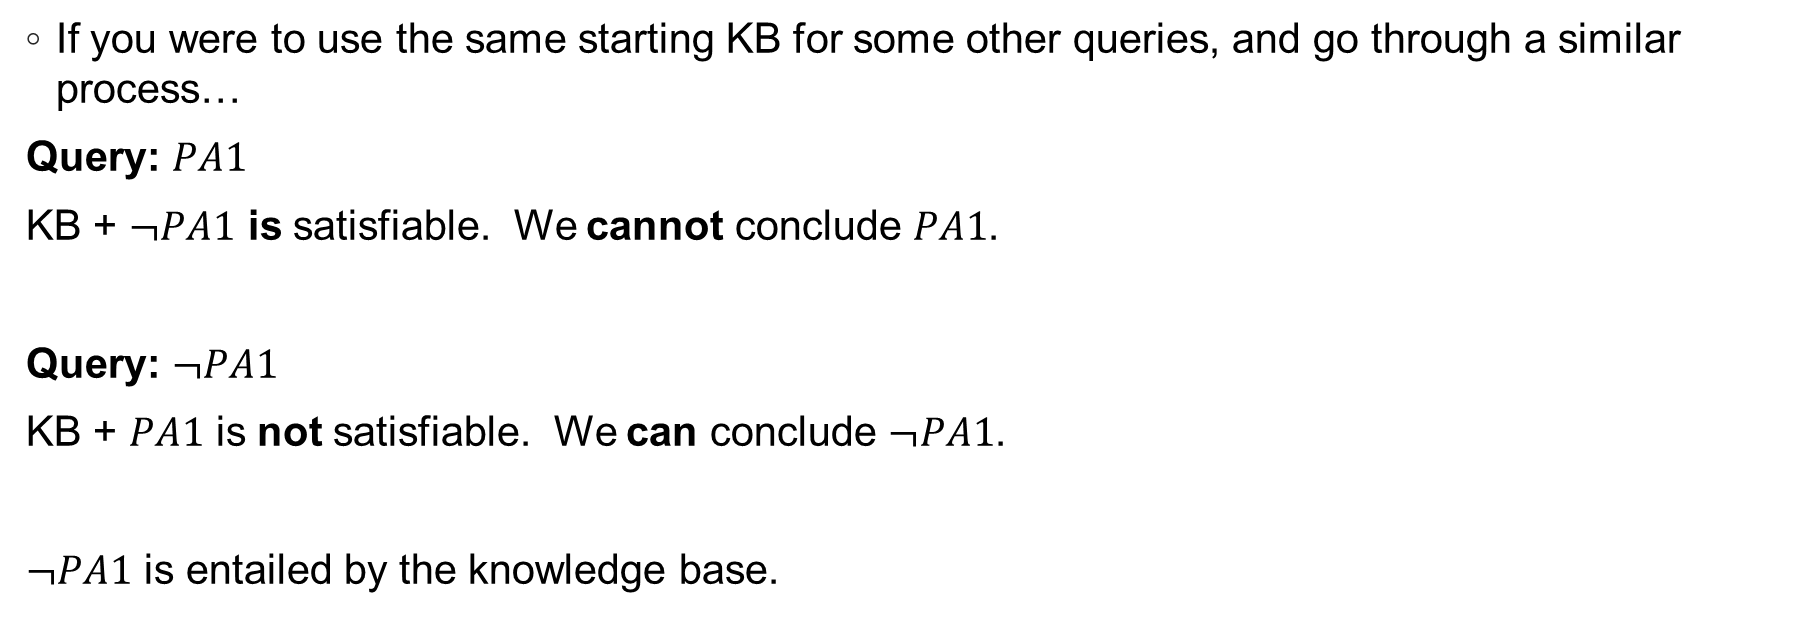 ◦ If you were to use the same starting KB for some other queries, and go through a similar
process…
Query: 𝑃𝐴1
KB + ¬𝑃𝐴1 is satisfiable. We cannot conclude 𝑃𝐴1.
Query: ¬𝑃𝐴1
KB + 𝑃𝐴1 is not satisfiable. We can conclude ¬𝑃𝐴1.
¬𝑃𝐴1 is entailed by the knowledge base.